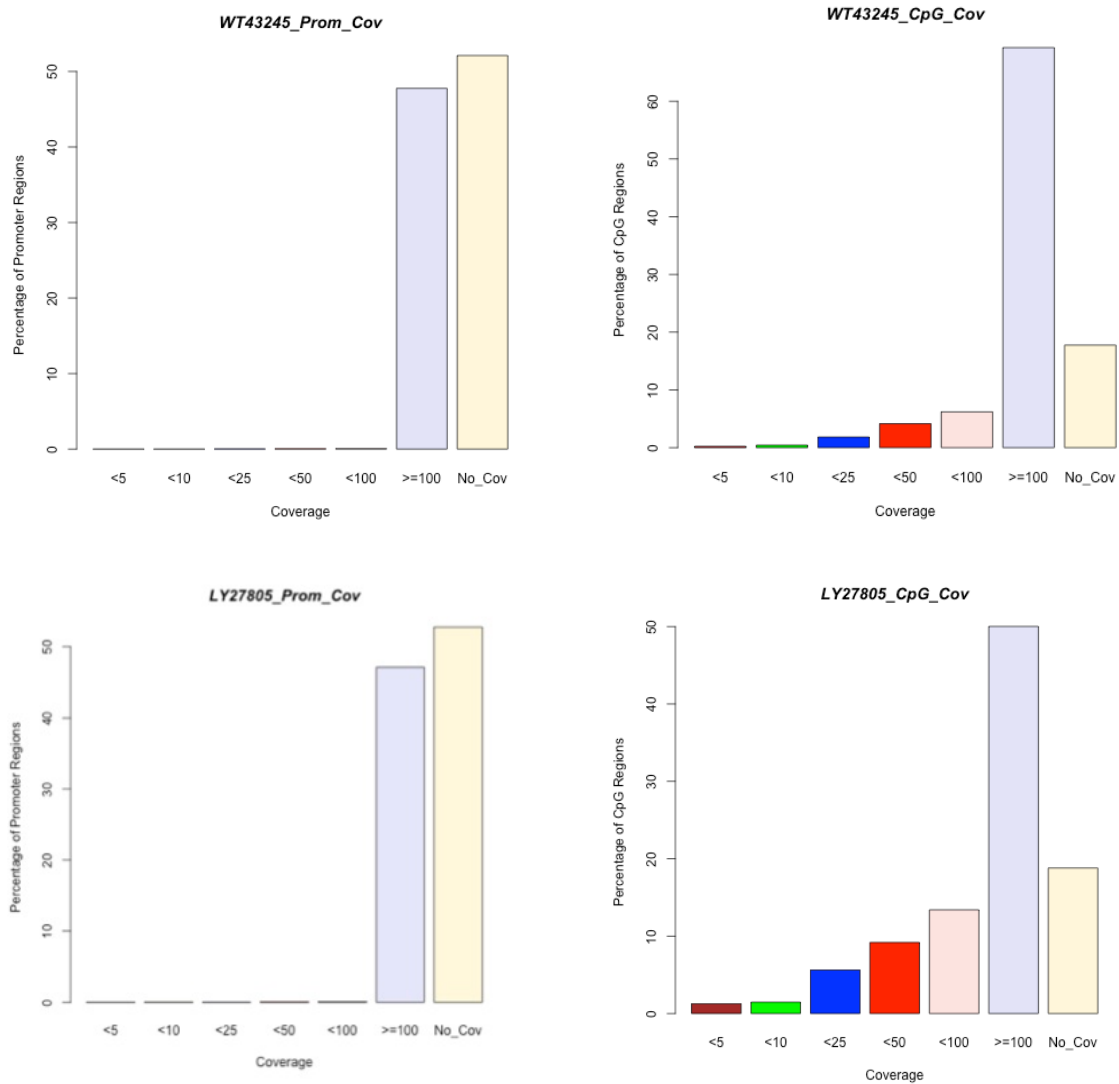 WT43245_Prom_Cov
Percentage of Promoter Regions
50
40
30
20
10
0
<5 <10 <25 <50 <100 >=100 No_Cov
Coverage
WT43245_CpG_Cov
Percentage of CpG Regions
60
50
40
30
20
10
0
<5 <10 <25 <50 <100 >=100 No_Cov
Coverage
LY27805_Prom_Cov
Percentage of Promoter Regions
50
40
30
20
10
0
<5 <10 <25 <50 <100 >=100 No_Cov
Coverage
LY27805_CpG_Cov
Percentage of CpG Regions
50
40
30
20
10
0
<5 <10 <25 <50 <100 >=100 No_Cov
Coverage